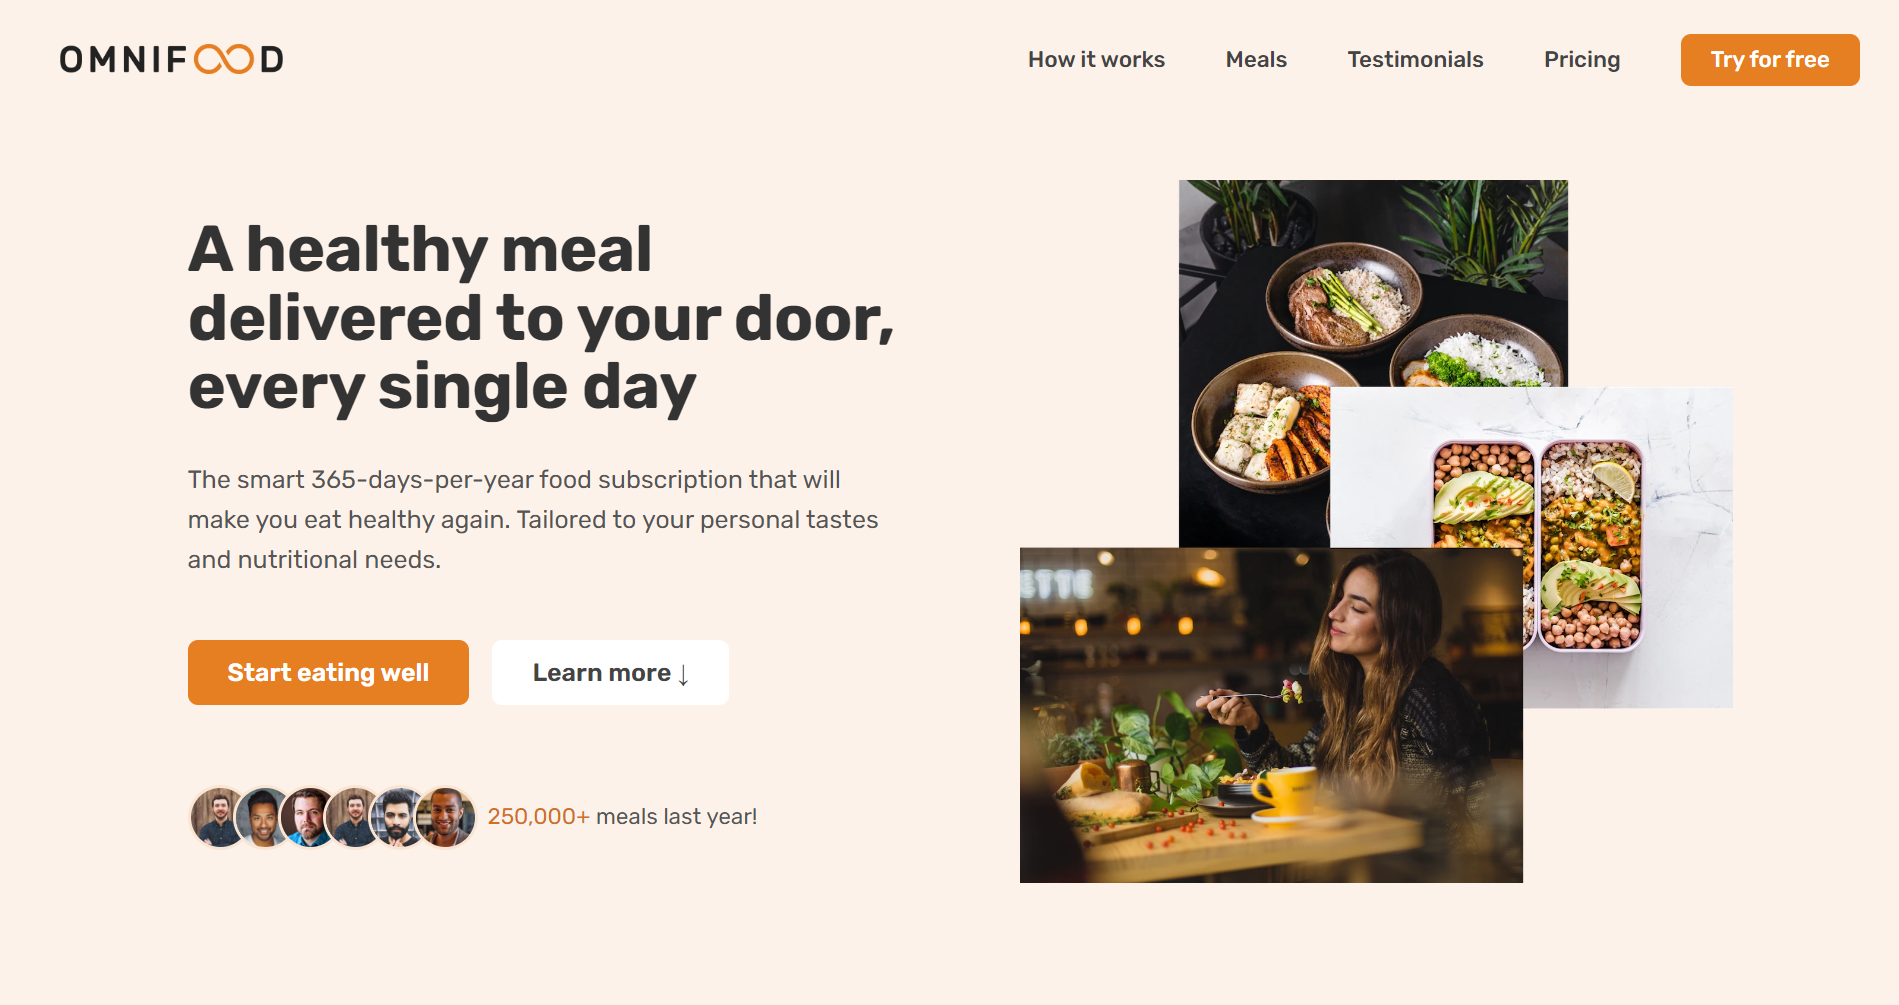 OMNIFOOD
How it works
Meals
Testimonials
Pricing
Try for free
A healthy meal
delivered to your door,
every single day
The smart 365-days-per-year food subscription that will
make you eat healthy again. Tailored to your personal tastes
and nutritional needs.
Start eating well
Learn more ↓
250,000+ meals last year!
ETTE